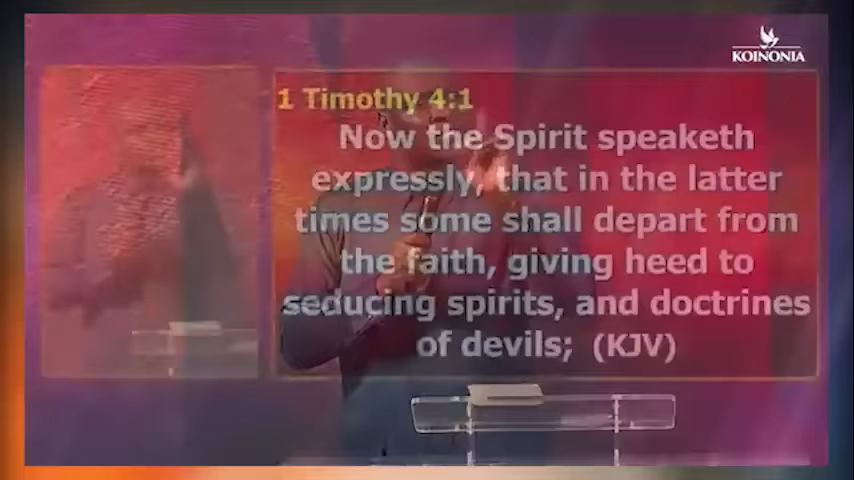 KOINONIA
1 Timothy 4:1
Now the Spirit speaketh
expressly, that in the latter
times some shall depart from
the faith, giving heed to
seducing spirits, and doctrines
of devils; (KJV)